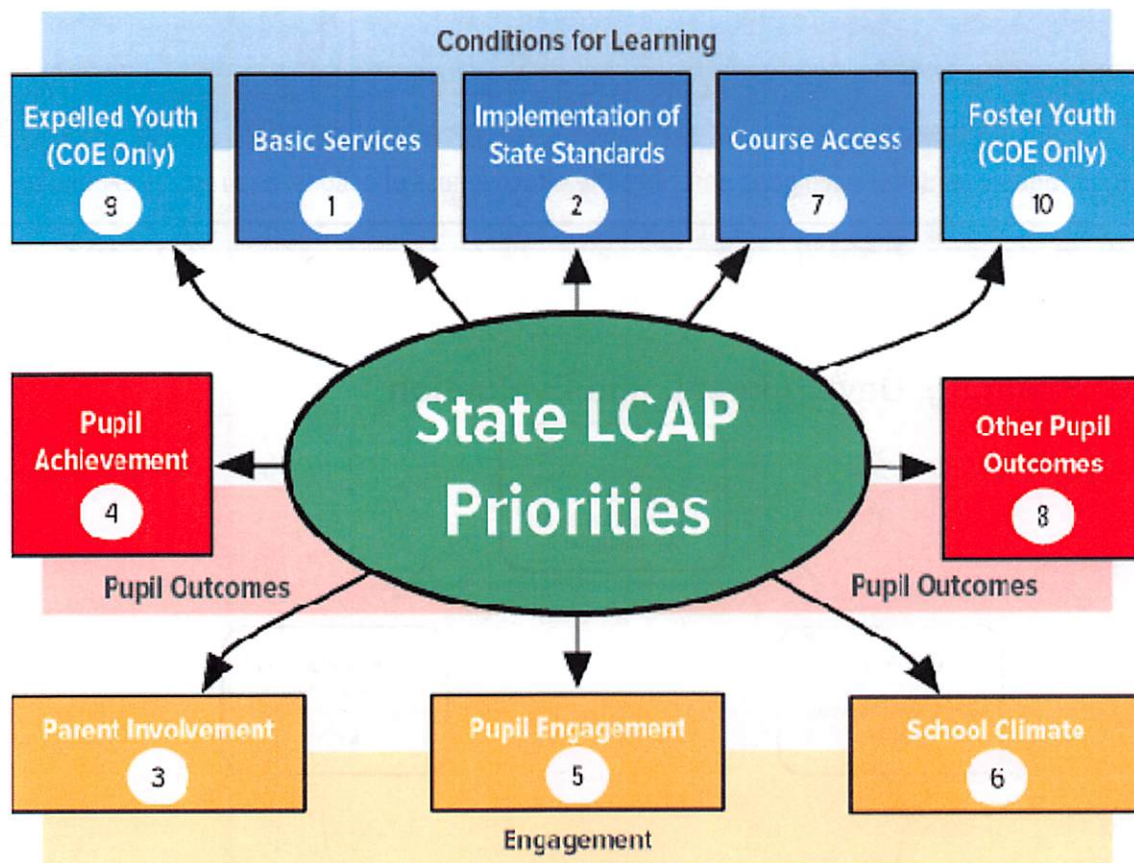 Conditions for Learning
Expelled Youth
(COE Only)
9
Basic Services
1
Implementation of
State Standards
2
Course Access
7
Foster Youth
(COE Only)
10
State LCAP
Priorities
Pupil
Achievement
4
Other Pupil
Outcomes
8
Pupil Outcomes
Pupil Outcomes
Parent Involvement
3
Pupil Engagement
5
School Climate
6
Engagement